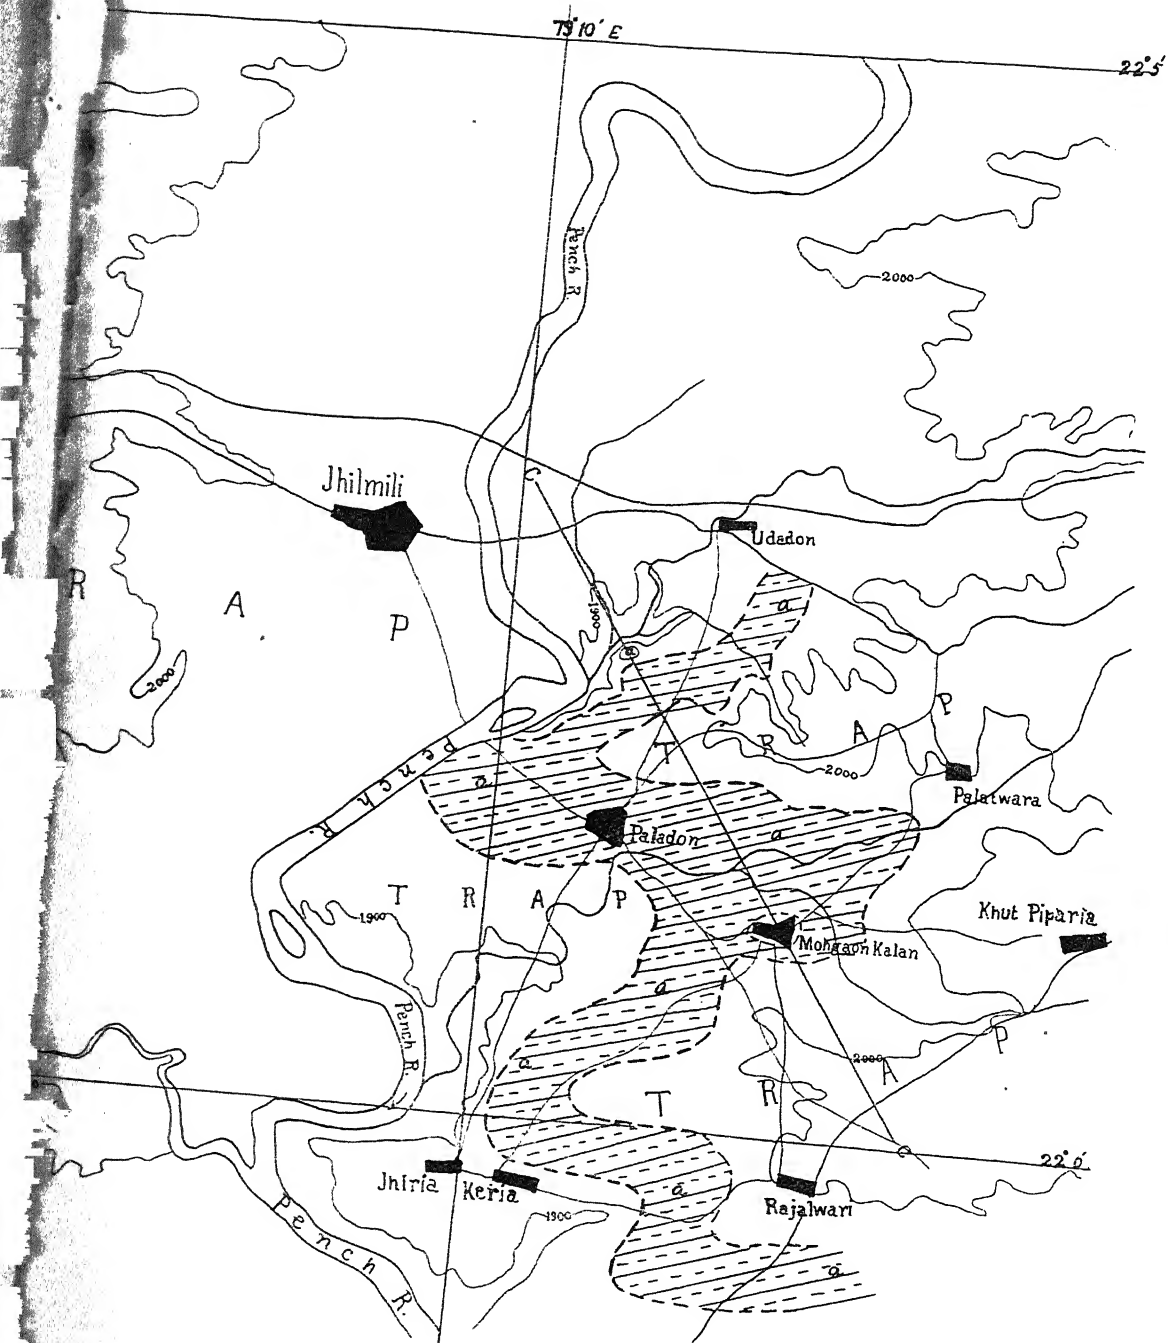 79°10' E
22°5'
Pench R.
2000
C
Jhilmili
Udadon
R A P
1900
a
a
2000
Pench R.
a
T R A P
2000
Palatwara
Paladon
a
T R A P
1900
Khut Piparia
Mohgaon Kalan
a
Pench R.
a
2000
T R A P
22°0'
Jhiria
Keria
a
Rajalwari
1900
Pench R.
a